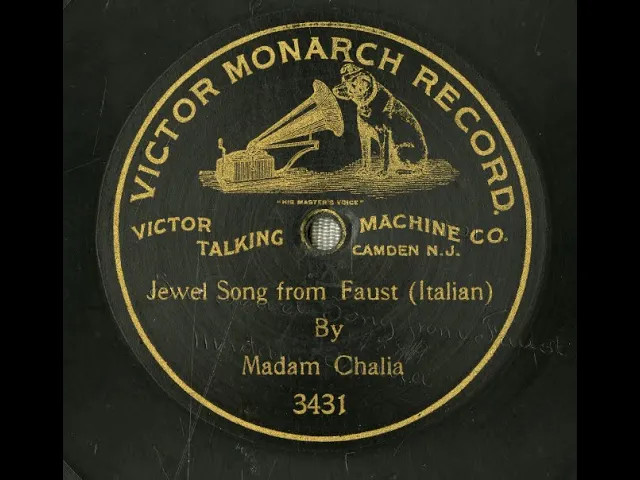 VICTOR MONARCH RECORD.
"HIS MASTER'S VOICE"
VICTOR TALKING MACHINE CO.
CAMDEN N.J.
Jewel Song from Faust (Italian)
By
Madam Chalia
3431